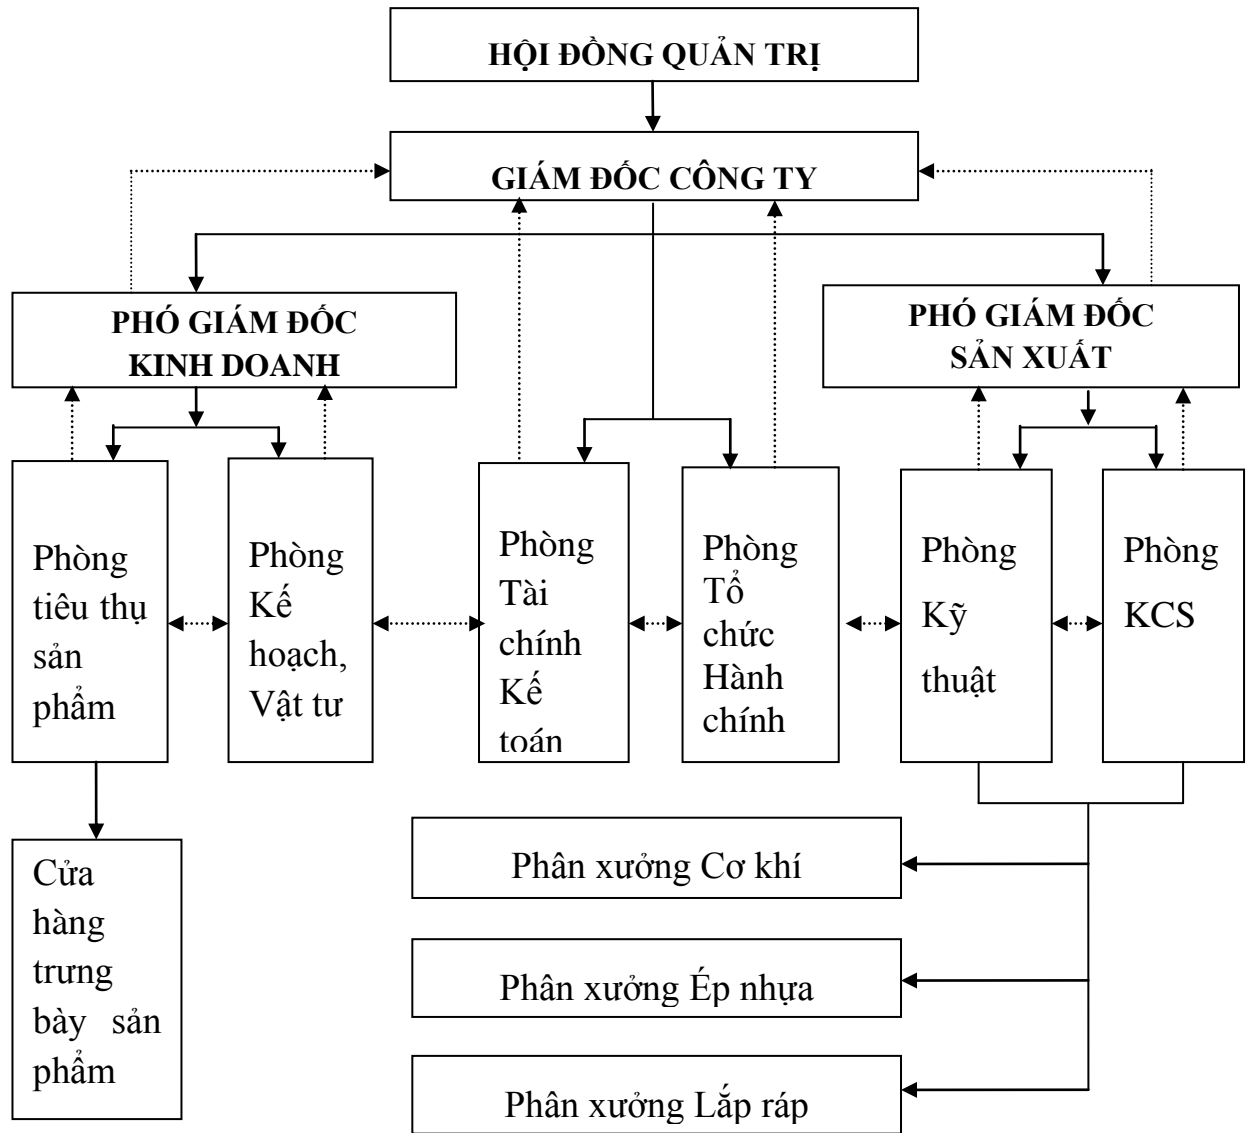 HỘI ĐỒNG QUẢN TRỊ
GIÁM ĐỐC CÔNG TY
PHÓ GIÁM ĐỐC
KINH DOANH
PHÓ GIÁM ĐỐC
SẢN XUẤT
Phòng
tiêu thụ
sản
phẩm
Phòng
Kế
hoạch,
Vật tư
Phòng
Tài
chính
Kế
toán
Phòng
Tổ
chức
Hành
chính
Phòng
Kỹ
thuật
Phòng
KCS
Cửa
hàng
trưng
bày sản
phẩm
Phân xưởng Cơ khí
Phân xưởng Ép nhựa
Phân xưởng Lắp ráp